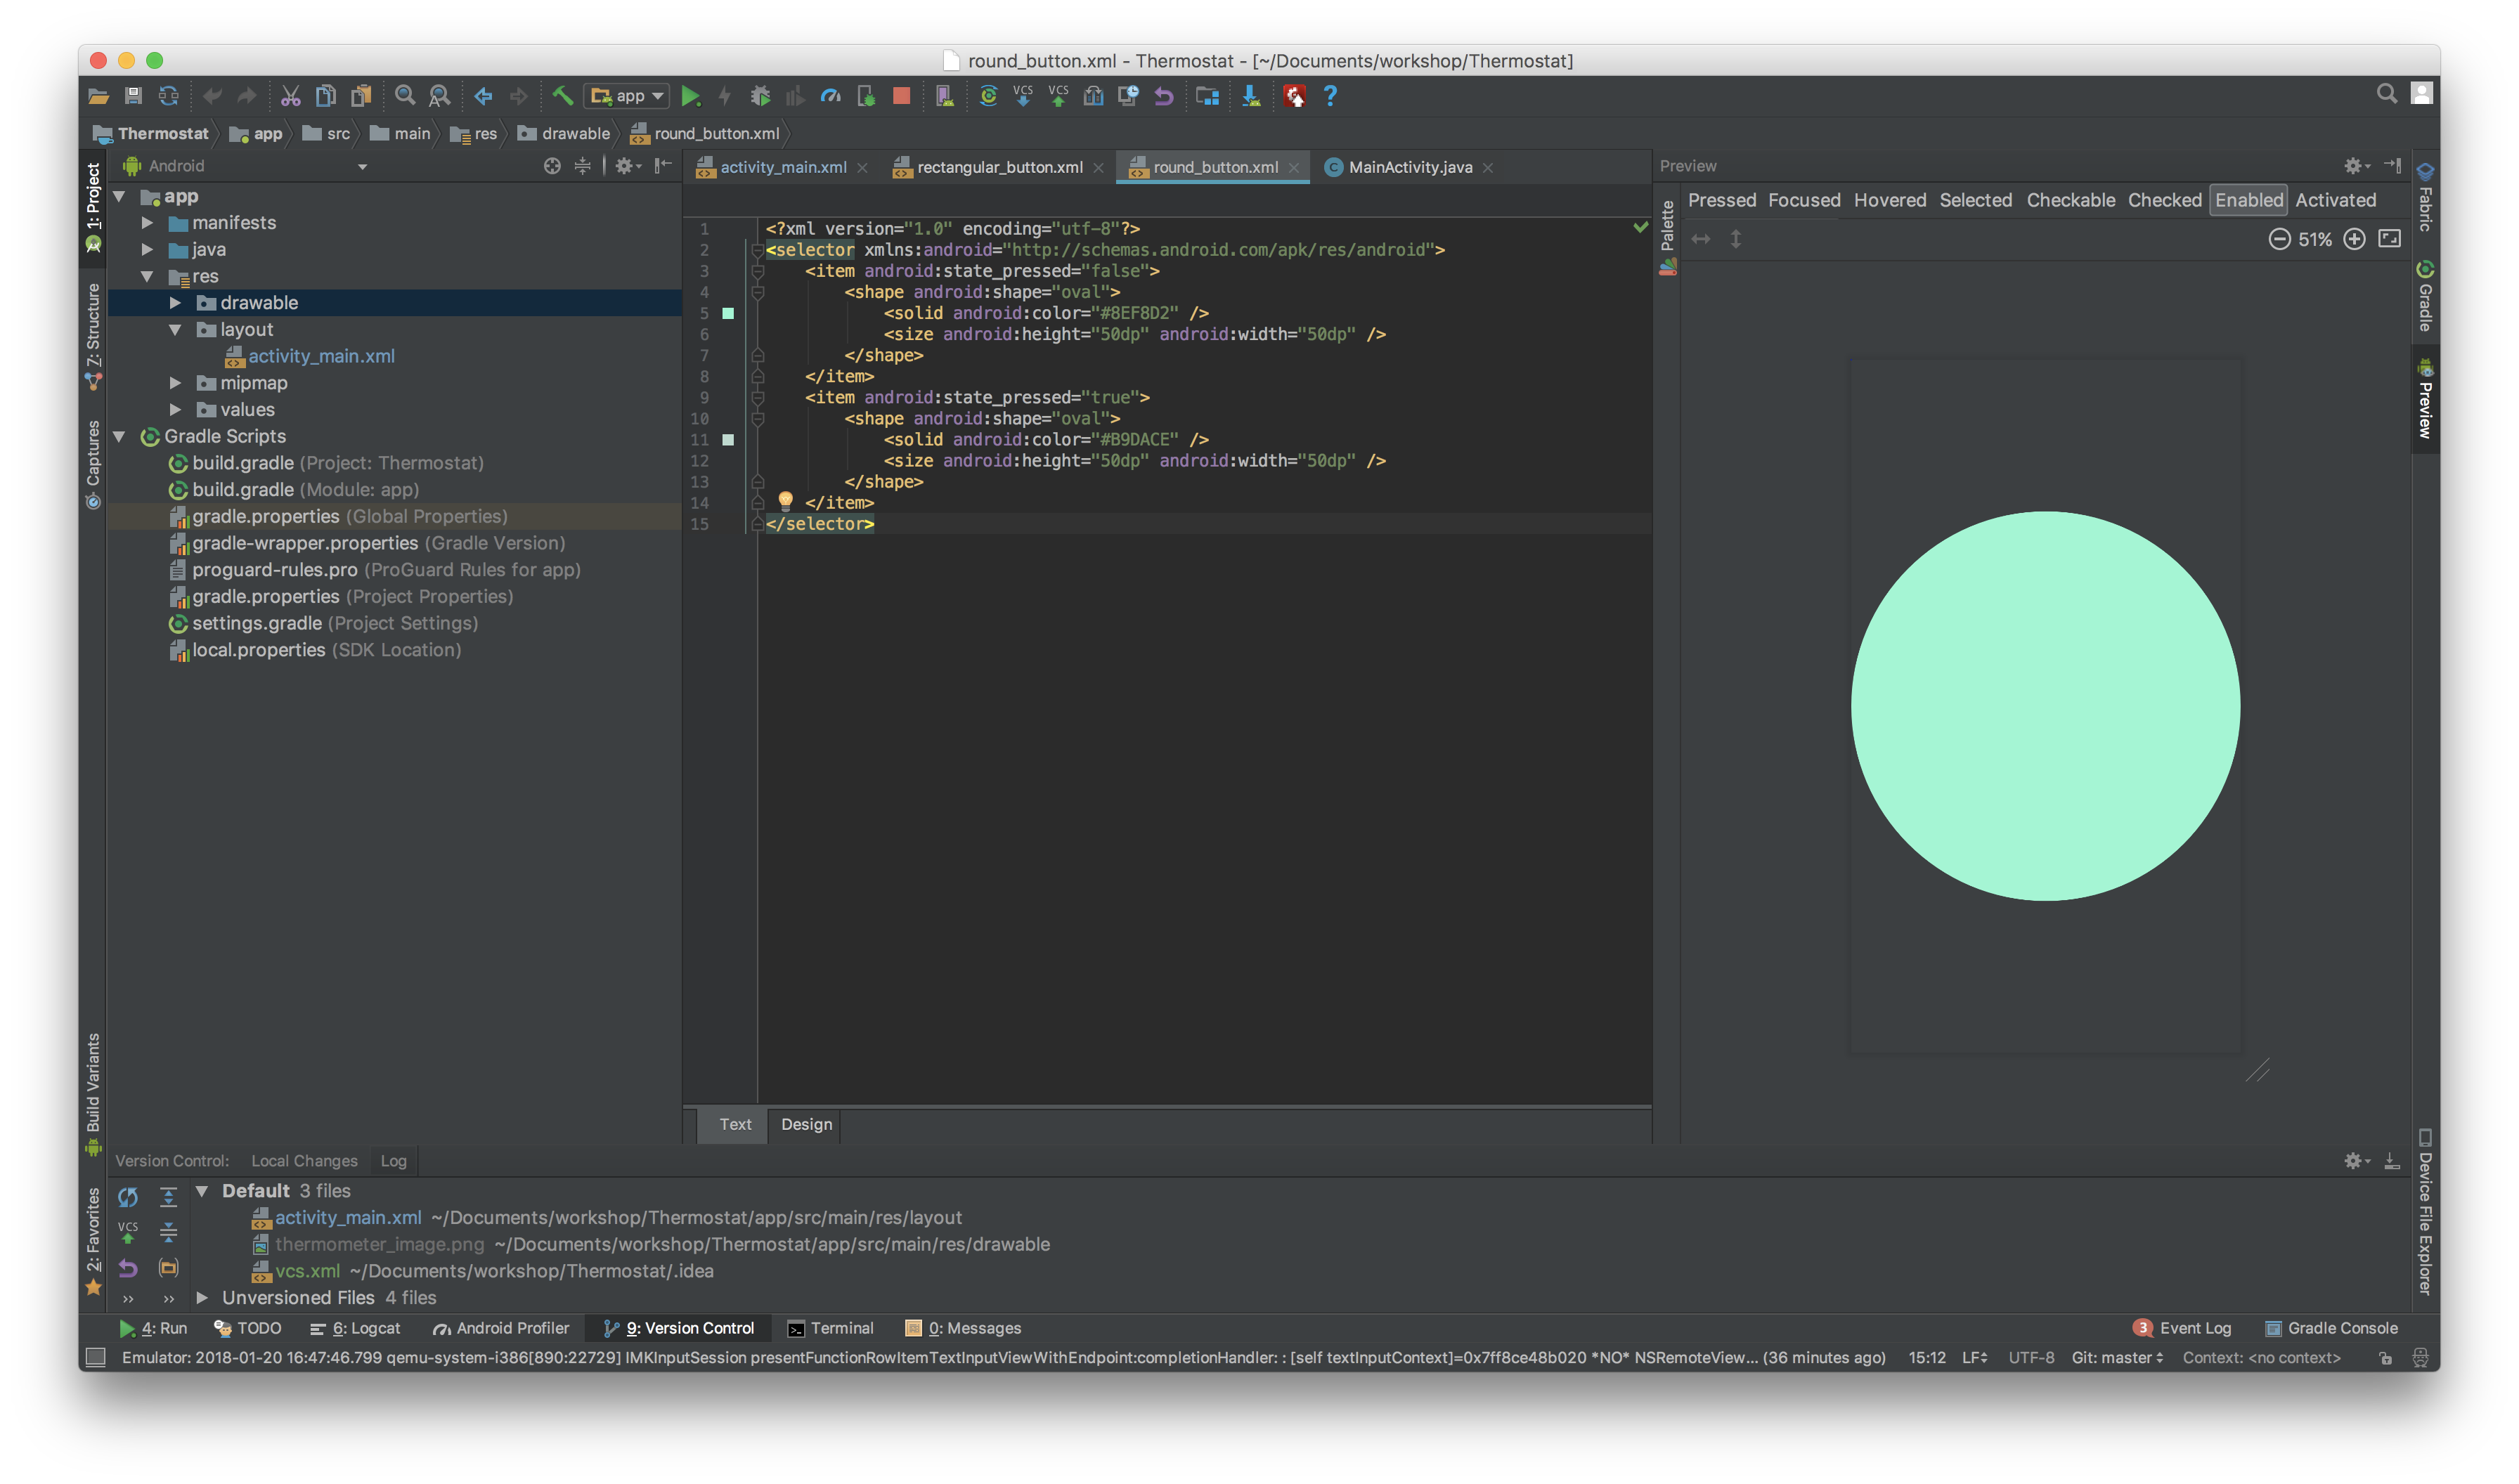 round_button.xml - Thermostat - [~/Documents/workshop/Thermostat]
app
VCS VCS
Thermostat app src main res drawable round_button.xml
Android
activity_main.xml rectangular_button.xml round_button.xml MainActivity.java
Preview
1: Project
Z: Structure
Captures
Build Variants
2: Favorites
app
manifests
java
res
drawable
layout
activity_main.xml
mipmap
values
Gradle Scripts
build.gradle (Project: Thermostat)
build.gradle (Module: app)
gradle.properties (Global Properties)
gradle-wrapper.properties (Gradle Version)
proguard-rules.pro (ProGuard Rules for app)
gradle.properties (Project Properties)
settings.gradle (Project Settings)
local.properties (SDK Location)
1 <?xml version="1.0" encoding="utf-8"?>
2 <selector xmlns:android="http://schemas.android.com/apk/res/android">
3 <item android:state_pressed="false">
4 <shape android:shape="oval">
5 <solid android:color="#8EF8D2" />
6 <size android:height="50dp" android:width="50dp" />
7 </shape>
8 </item>
9 <item android:state_pressed="true">
10 <shape android:shape="oval">
11 <solid android:color="#B9DACE" />
12 <size android:height="50dp" android:width="50dp" />
13 </shape>
14 </item>
15 </selector>
Text Design
Palette
Pressed Focused Hovered Selected Checkable Checked Enabled Activated
51%
Fabric
Gradle
Preview
Device File Explorer
Version Control: Local Changes Log
Default 3 files
activity_main.xml ~/Documents/workshop/Thermostat/app/src/main/res/layout
VCS
thermometer_image.png ~/Documents/workshop/Thermostat/app/src/main/res/drawable
vcs.xml ~/Documents/workshop/Thermostat/.idea
>> >> Unversioned Files 4 files
4: Run TODO 6: Logcat Android Profiler 9: Version Control Terminal 0: Messages 3 Event Log Gradle Console
Emulator: 2018-01-20 16:47:46.799 qemu-system-i386[890:22729] IMKInputSession presentFunctionRowItemTextInputViewWithEndpoint:completionHandler: : [self textInputContext]=0x7ff8ce48b020 *NO* NSRemoteView... (36 minutes ago) 15:12 LF UTF-8 Git: master Context: <no context>